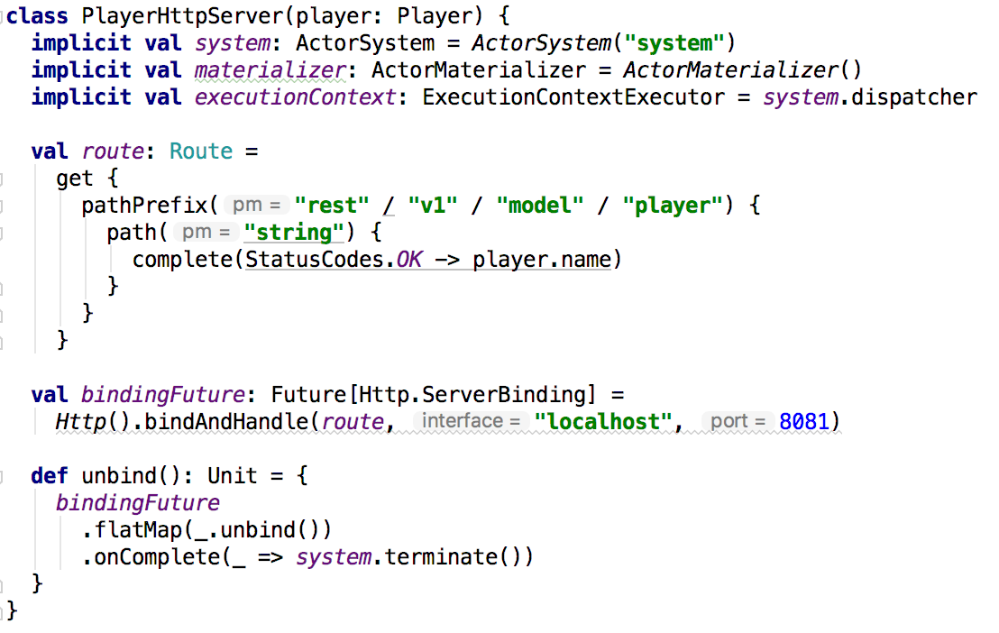 class PlayerHttpServer(player: Player) {
  implicit val system: ActorSystem = ActorSystem("system")
  implicit val materializer: ActorMaterializer = ActorMaterializer()
  implicit val executionContext: ExecutionContextExecutor = system.dispatcher

  val route: Route =
    get {
      pathPrefix( pm = "rest" / "v1" / "model" / "player") {
        path( pm = "string") {
          complete(StatusCodes.OK -> player.name)
        }
      }
    }

  val bindingFuture: Future[Http.ServerBinding] =
    Http().bindAndHandle(route, interface = "localhost", port = 8081)

  def unbind(): Unit = {
    bindingFuture
      .flatMap(_.unbind())
      .onComplete(_ => system.terminate())
  }
}